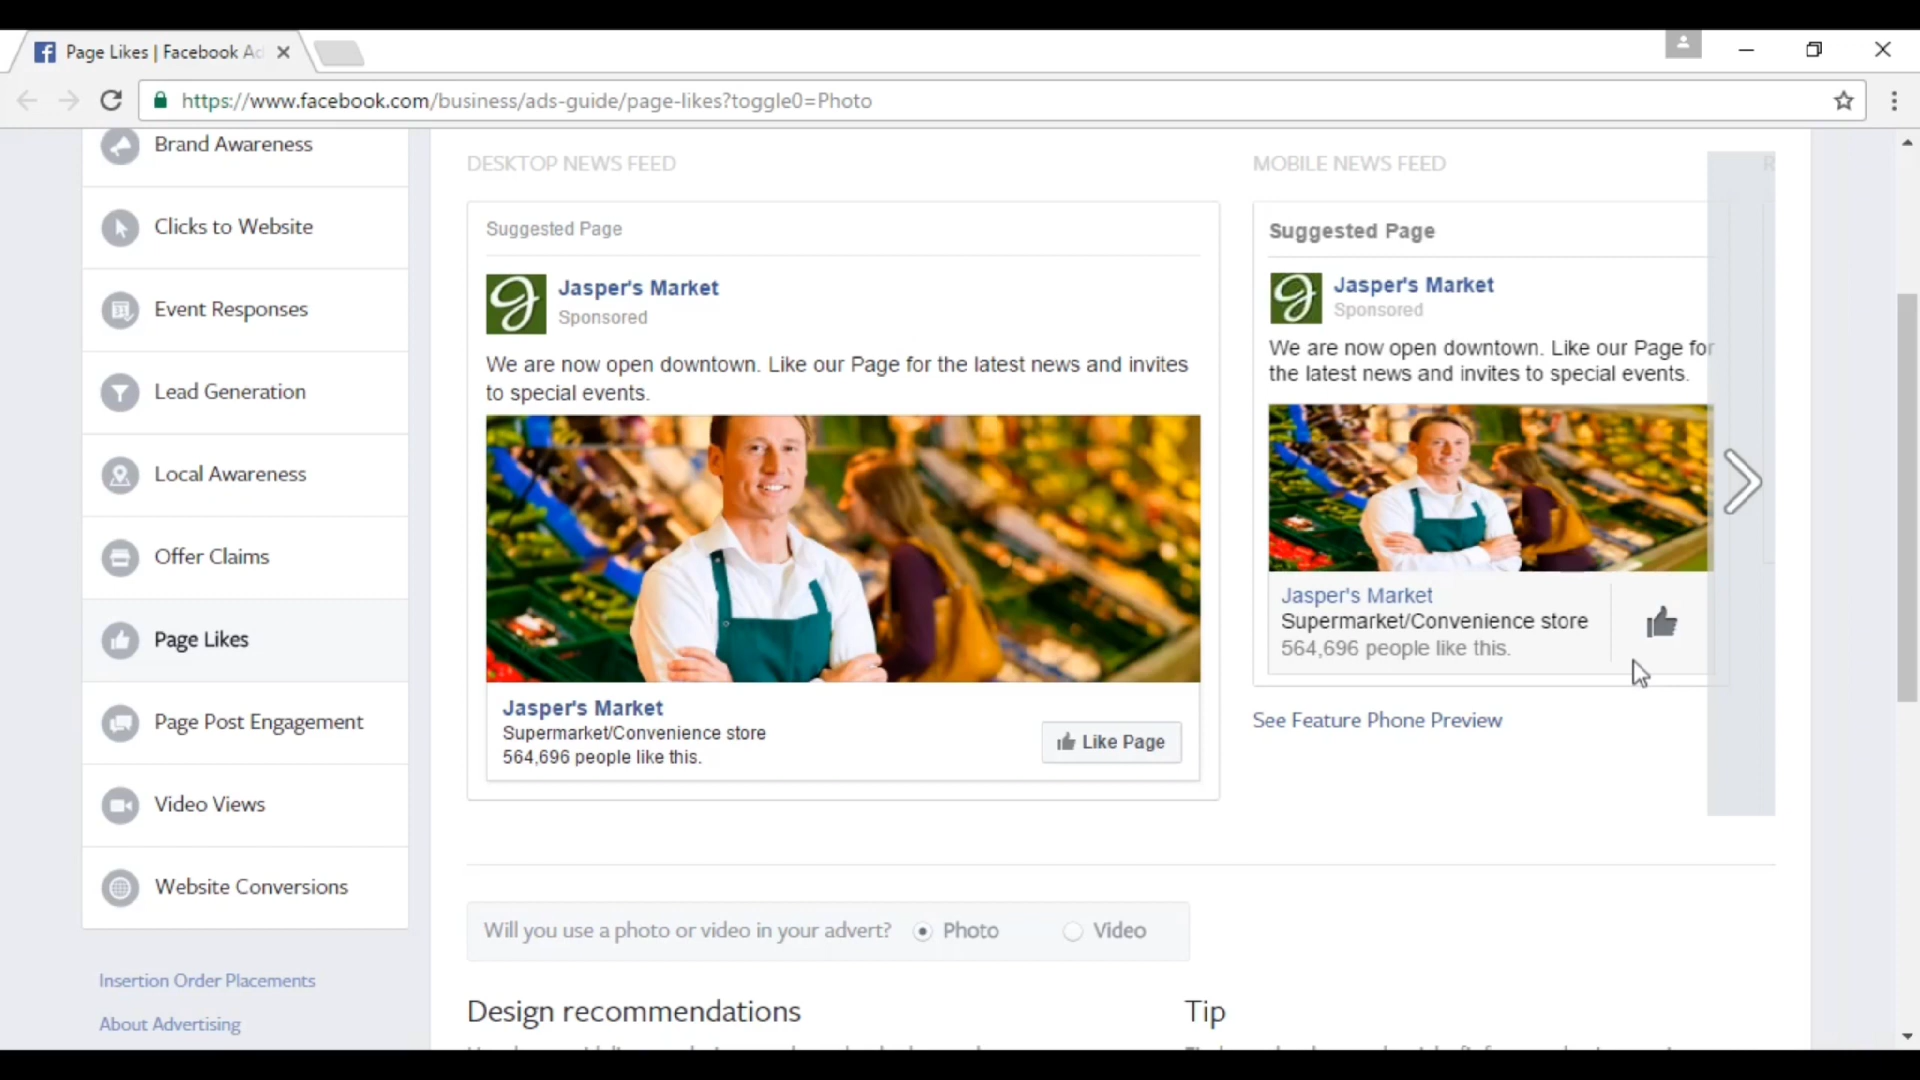 Page Likes | Facebook Ad
https://www.facebook.com/business/ads-guide/page-likes?toggle0=Photo
Brand Awareness
Clicks to Website
Event Responses
Lead Generation
Local Awareness
Offer Claims
Page Likes
Page Post Engagement
Video Views
Website Conversions
Insertion Order Placements
About Advertising
DESKTOP NEWS FEED
Suggested Page
Jasper's Market
Sponsored
We are now open downtown. Like our Page for the latest news and invites
to special events.
Jasper's Market
Supermarket/Convenience store
564,696 people like this.
Like Page
MOBILE NEWS FEED
R
Suggested Page
Jasper's Market
Sponsored
We are now open downtown. Like our Page for
the latest news and invites to special events.
Jasper's Market
Supermarket/Convenience store
564,696 people like this.
See Feature Phone Preview
Will you use a photo or video in your advert? Photo Video
Design recommendations
Tip